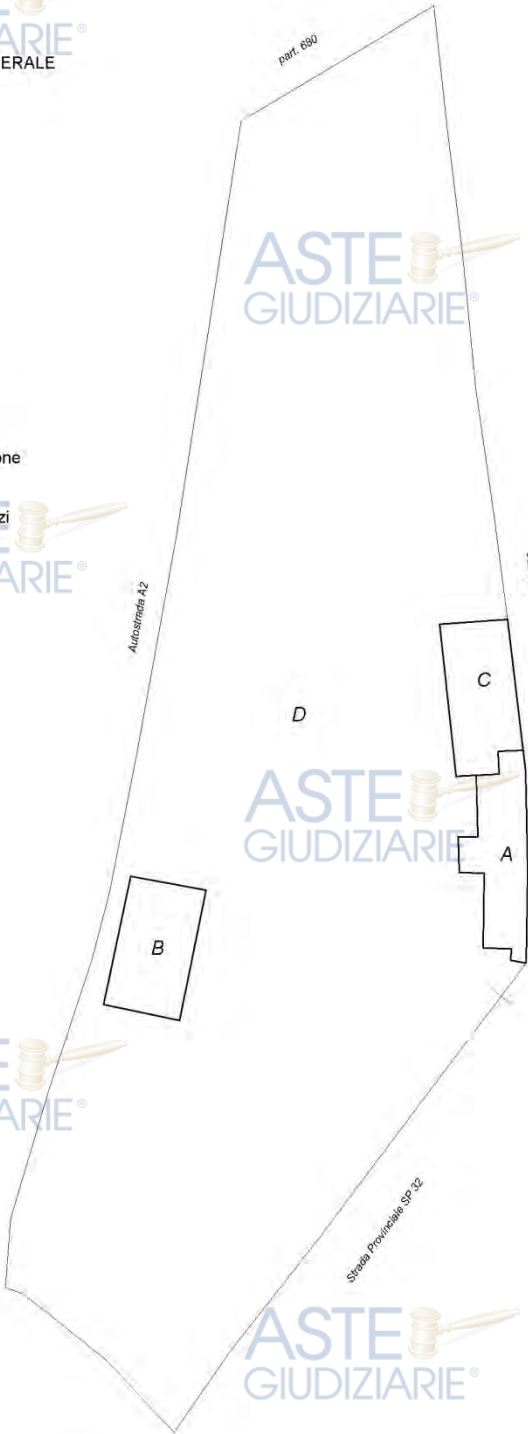 ARIE®
ERALE
part. 680
ASTE
GIUDIZIARIE®
one
zi
ARIE®
Autostrada A2
C
D
ASTE
GIUDIZIARIE®
A
B
ARIE®
Strada Provinciale SP 32
ASTE
GIUDIZIARIE®